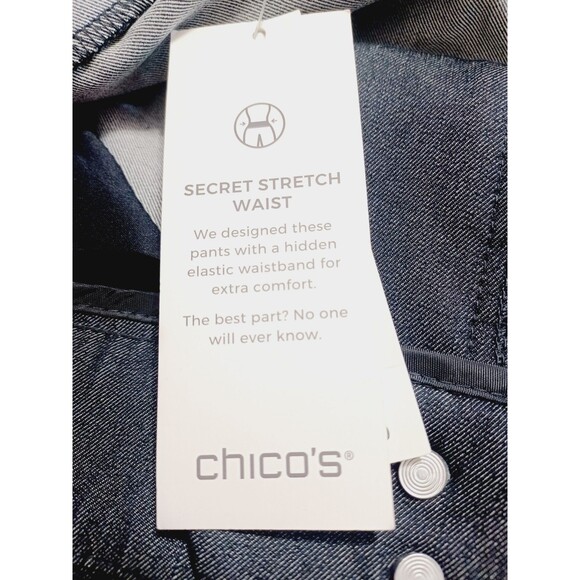 SECRET STRETCH
WAIST
We designed these
pants with a hidden
elastic waistband for
extra comfort.
The best part? No one
will ever know.
chico's®